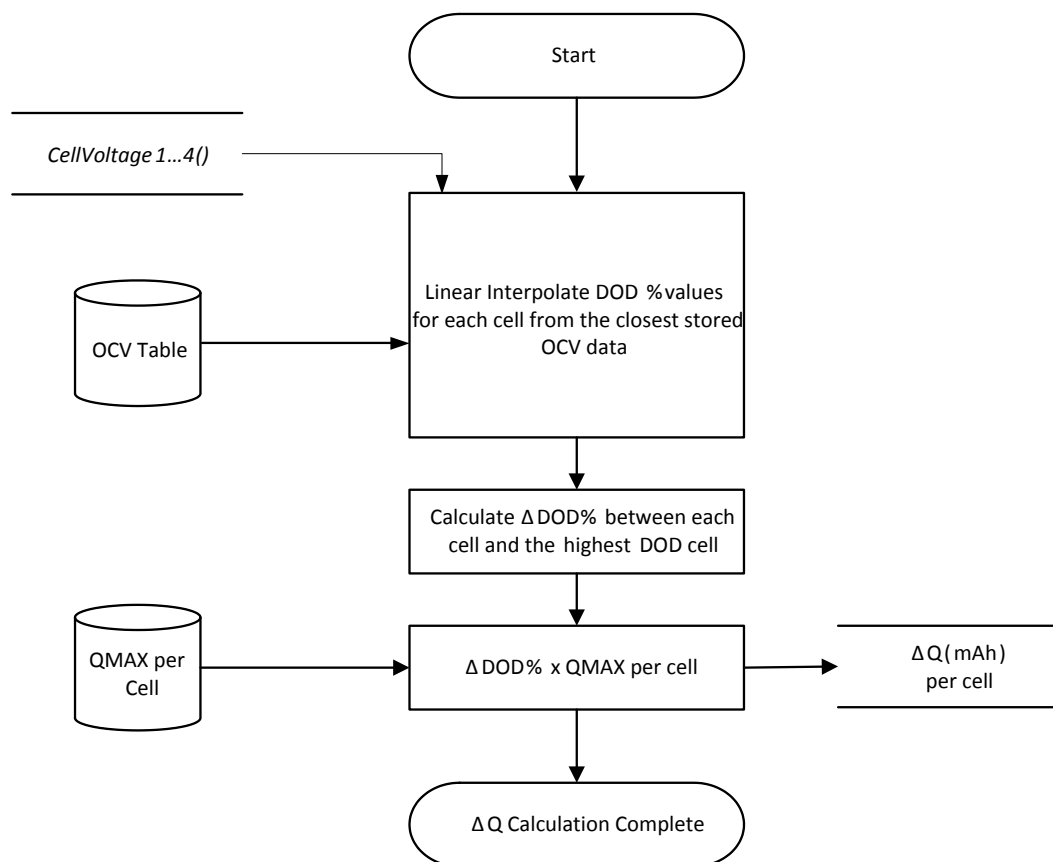 Start
CellVoltage 1...4()
Linear Interpolate DOD % values
for each cell from the closest stored
OCV data
OCV Table
Calculate Δ DOD% between each
cell and the highest DOD cell
QMAX per
Cell
Δ DOD% x QMAX per cell
Δ Q (mAh)
per cell
Δ Q Calculation Complete